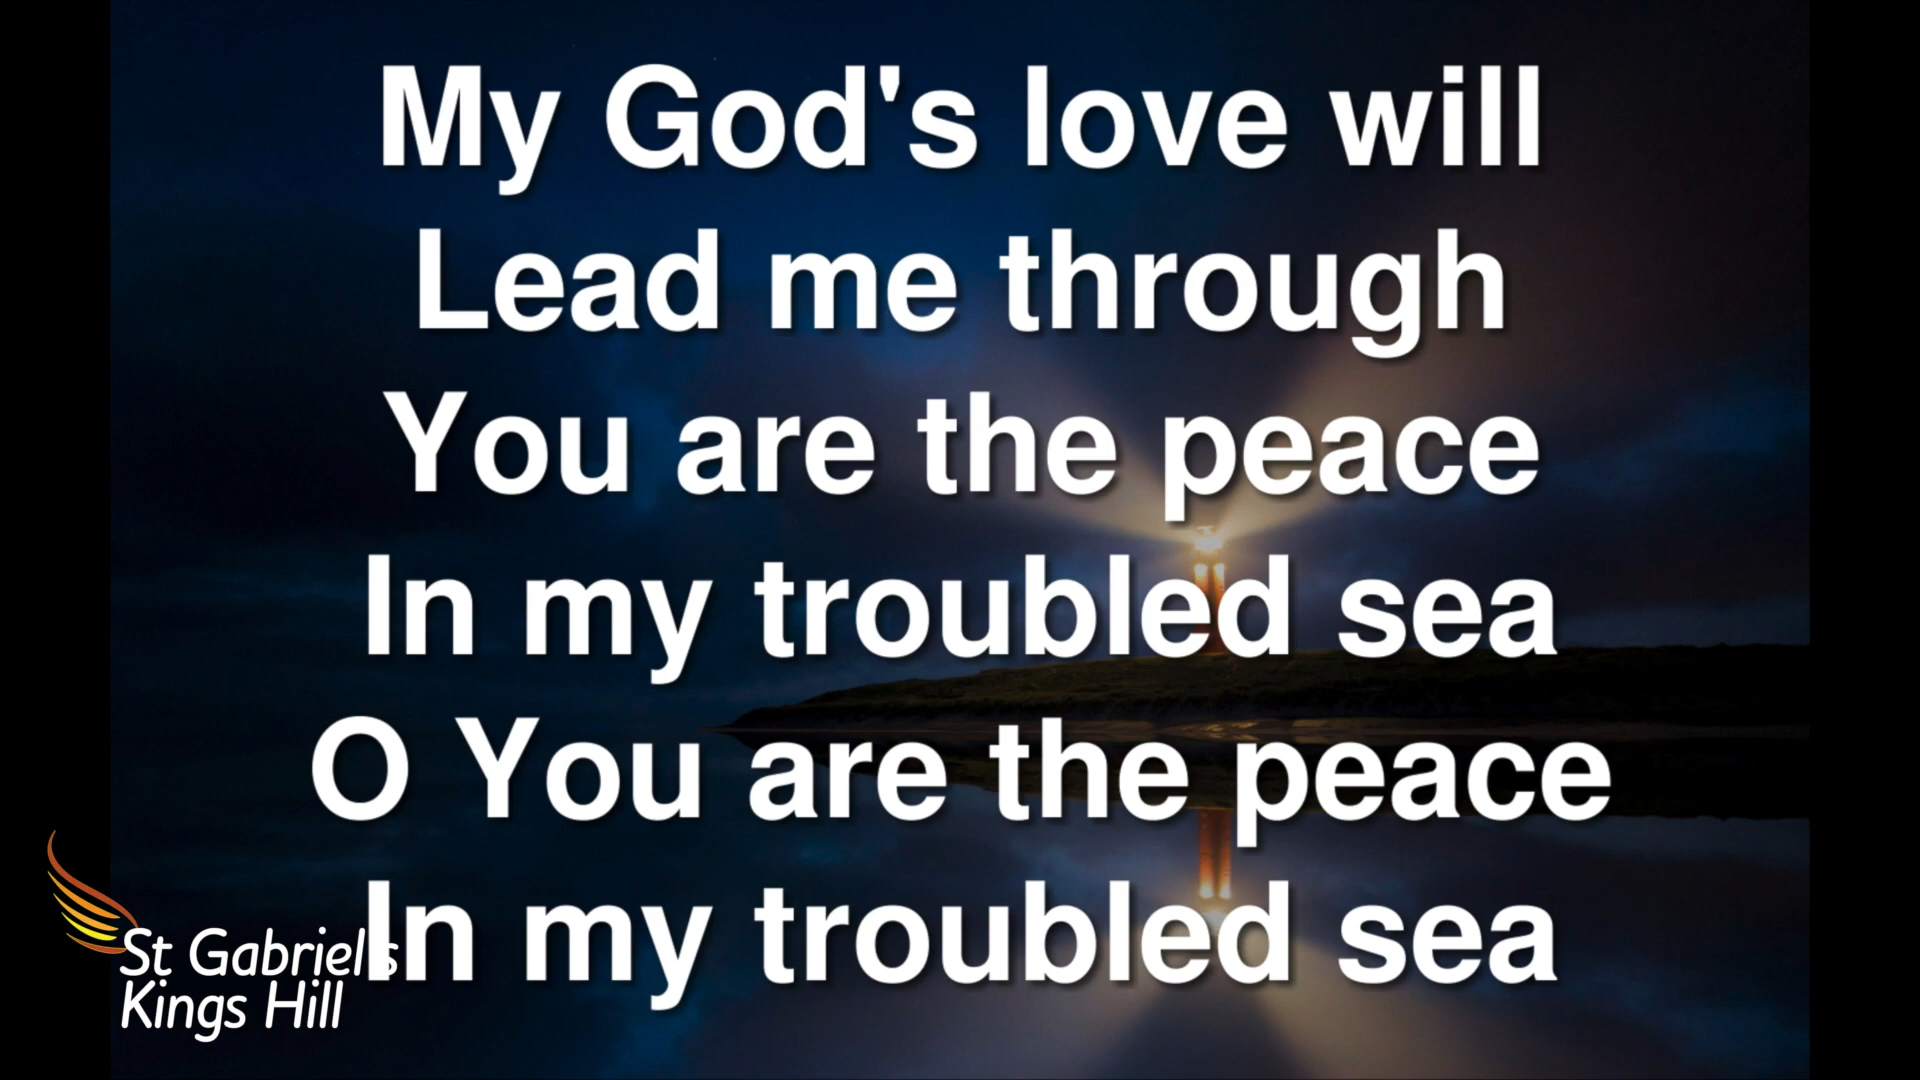 My God's love will
Lead me through
You are the peace
In my troubled sea
O You are the peace
In my troubled sea
St Gabriel's
Kings Hill